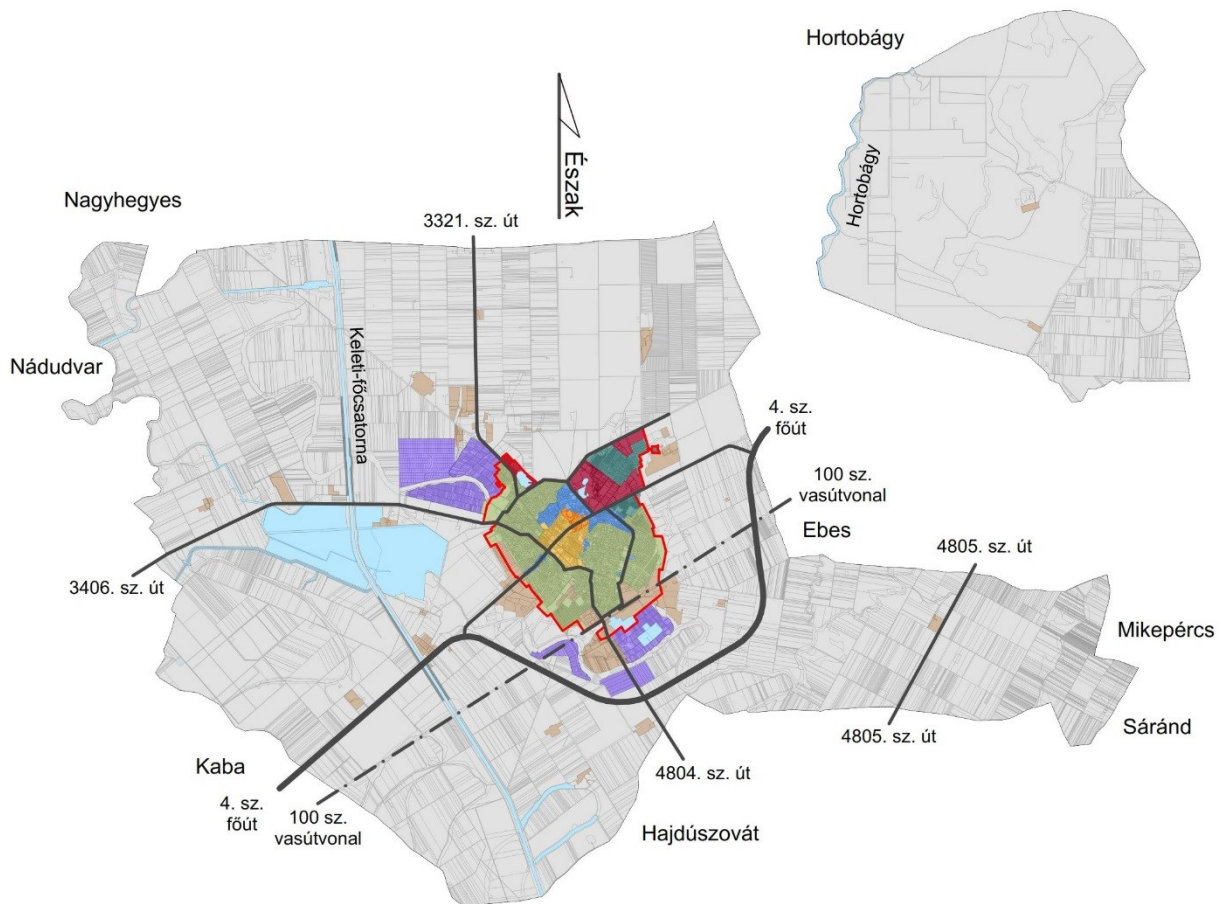 Hortobágy
Hortobágy
Észak
Nagyhegyes
3321. sz. út
Keleti-főcsatorna
Nádudvar
4. sz.
főút
100 sz.
vasútvonal
Ebes
4805. sz. út
3406. sz. út
Mikepércs
Sáránd
4805. sz. út
Kaba
4804. sz. út
4. sz.
főút
100 sz.
vasútvonal
Hajdúszovát